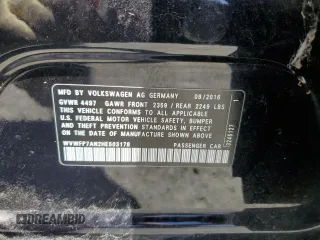 MFD BY VOLKSWAGEN AG GERMANY 08/2016
GVWR 4497 GAWR FRONT 2359 / REAR 2249 LBS
THIS VEHICLE CONFORMS TO ALL APPLICABLE
U.S. FEDERAL MOTOR VEHICLE SAFETY, BUMPER
AND THEFT PREVENTION STANDARDS IN
EFFECT ON THE DATE OF MANUFACTURE
SHOWN ABOVE.
PASSENGER CAR
AUTOBIDMASTER